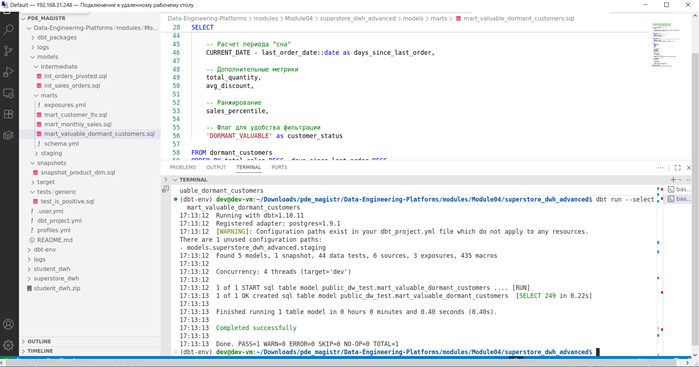 Default — 192.168.31.248 — Подключение к удаленному рабочему столу
PDE_MAGISTR
Data-Engineering-Platforms / modules / Mod...
dbt_packages
logs
models
intermediate
int_orders_pivoted.sql
int_sales_orders.sql
marts
exposures.yml
mart_customer_ltv.sql
mart_monthly_sales.sql
mart_valuable_dormant_customers.sql
schema.yml
staging
snapshots
snapshot_product_dim.sql
target
tests/generic
test_is_positive.sql
.user.yml
dbt_project.yml
profiles.yml
README.md
dbt-env
logs
student_dwh
superstore_dwh
student_dwh.zip
OUTLINE
TIMELINE
Data-Engineering-Platforms > modules > Module04 > superstore_dwh_advanced > models > marts > mart_valuable_dormant_customers.sql
28 SELECT
44
45 -- Расчет периода "сна"
46 CURRENT_DATE - last_order_date::date as days_since_last_order,
47
48 -- Дополнительные метрики
49 total_quantity,
50 avg_discount,
51
52 -- Ранжирование
53 sales_percentile,
54
55 -- Флаг для удобства фильтрации
56 'DORMANT_VALUABLE' as customer_status
57
58 FROM dormant_customers
PROBLEMS OUTPUT TERMINAL PORTS
TERMINAL
uable_dormant_customers
(dbt-env) dev@dev-vm:~/Downloads/pde_magistr/Data-Engineering-Platforms/modules/Module04/superstore_dwh_advanced$ dbt run --select
mart_valuable_dormant_customers
17:13:12 Running with dbt=1.10.11
17:13:12 Registered adapter: postgres=1.9.1
17:13:12 [WARNING]: Configuration paths exist in your dbt_project.yml file which do not apply to any resources.
There are 1 unused configuration paths:
- models.superstore_dwh_advanced.staging
17:13:12 Found 5 models, 1 snapshot, 44 data tests, 6 sources, 3 exposures, 435 macros
17:13:12
17:13:12 Concurrency: 4 threads (target='dev')
17:13:12
17:13:12 1 of 1 START sql table model public_dw_test.mart_valuable_dormant_customers .... [RUN]
17:13:12 1 of 1 OK created sql table model public_dw_test.mart_valuable_dormant_customers [SELECT 249 in 0.22s]
17:13:13
17:13:13 Finished running 1 table model in 0 hours 0 minutes and 0.40 seconds (0.40s).
17:13:13
17:13:13 Completed successfully
17:13:13
17:13:13 Done. PASS=1 WARN=0 ERROR=0 SKIP=0 NO-OP=0 TOTAL=1
(dbt-env) dev@dev-vm:~/Downloads/pde_magistr/Data-Engineering-Platforms/modules/Module04/superstore_dwh_advanced$
bas...
bas...